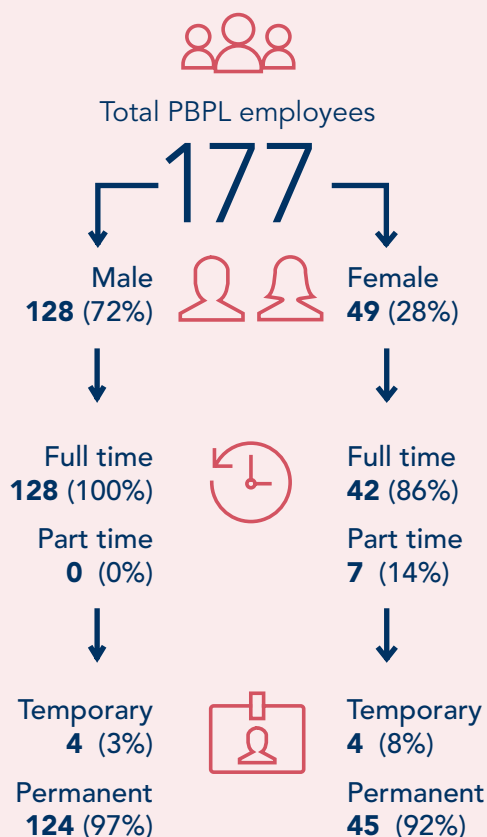 Total PBPL employees
177
Male
128 (72%)
Female
49 (28%)
Full time
128 (100%)
Part time
0 (0%)
Full time
42 (86%)
Part time
7 (14%)
Temporary
4 (3%)
Permanent
124 (97%)
Temporary
4 (8%)
Permanent
45 (92%)